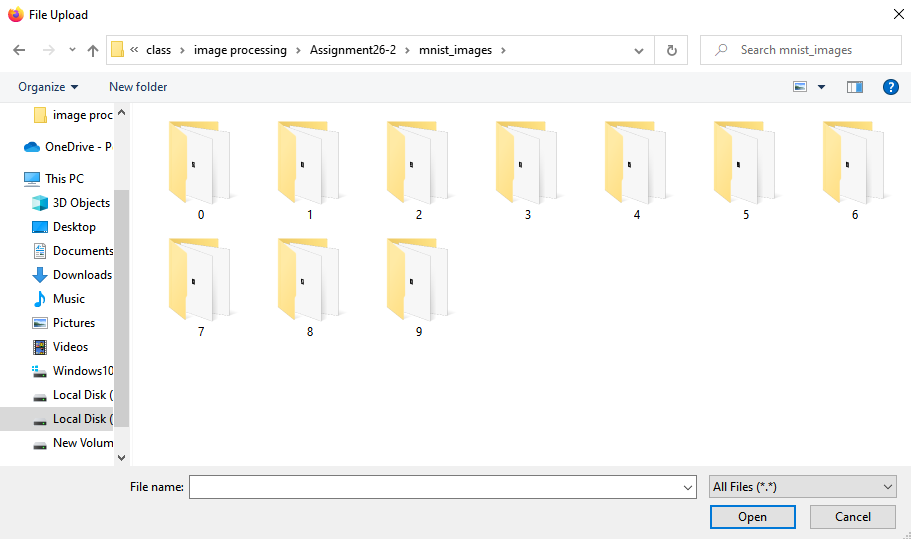 File Upload
« class > image processing > Assignment26-2 > mnist_images >
Search mnist_images
Organize
New folder
image proc
OneDrive - P
This PC
3D Objects
Desktop
Documents
Downloads
Music
Pictures
Videos
Windows10
Local Disk (
Local Disk (
New Volum
0 1 2 3 4 5 6
7 8 9
File name:
All Files (*.*)
Open
Cancel